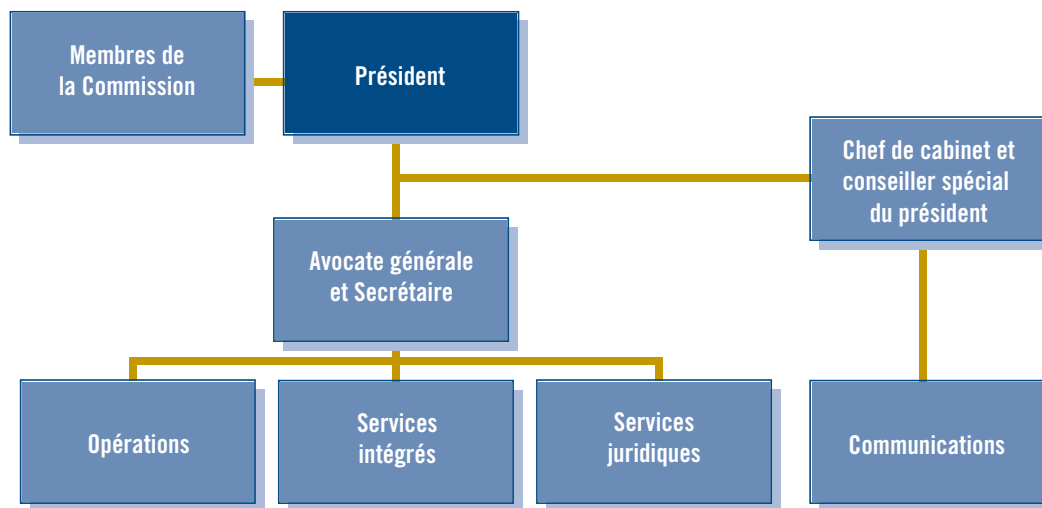 Membres de
la Commission
Président
Chef de cabinet et
conseiller spécial
du président
Avocate générale
et Secrétaire
Opérations
Services
intégrés
Services
juridiques
Communications